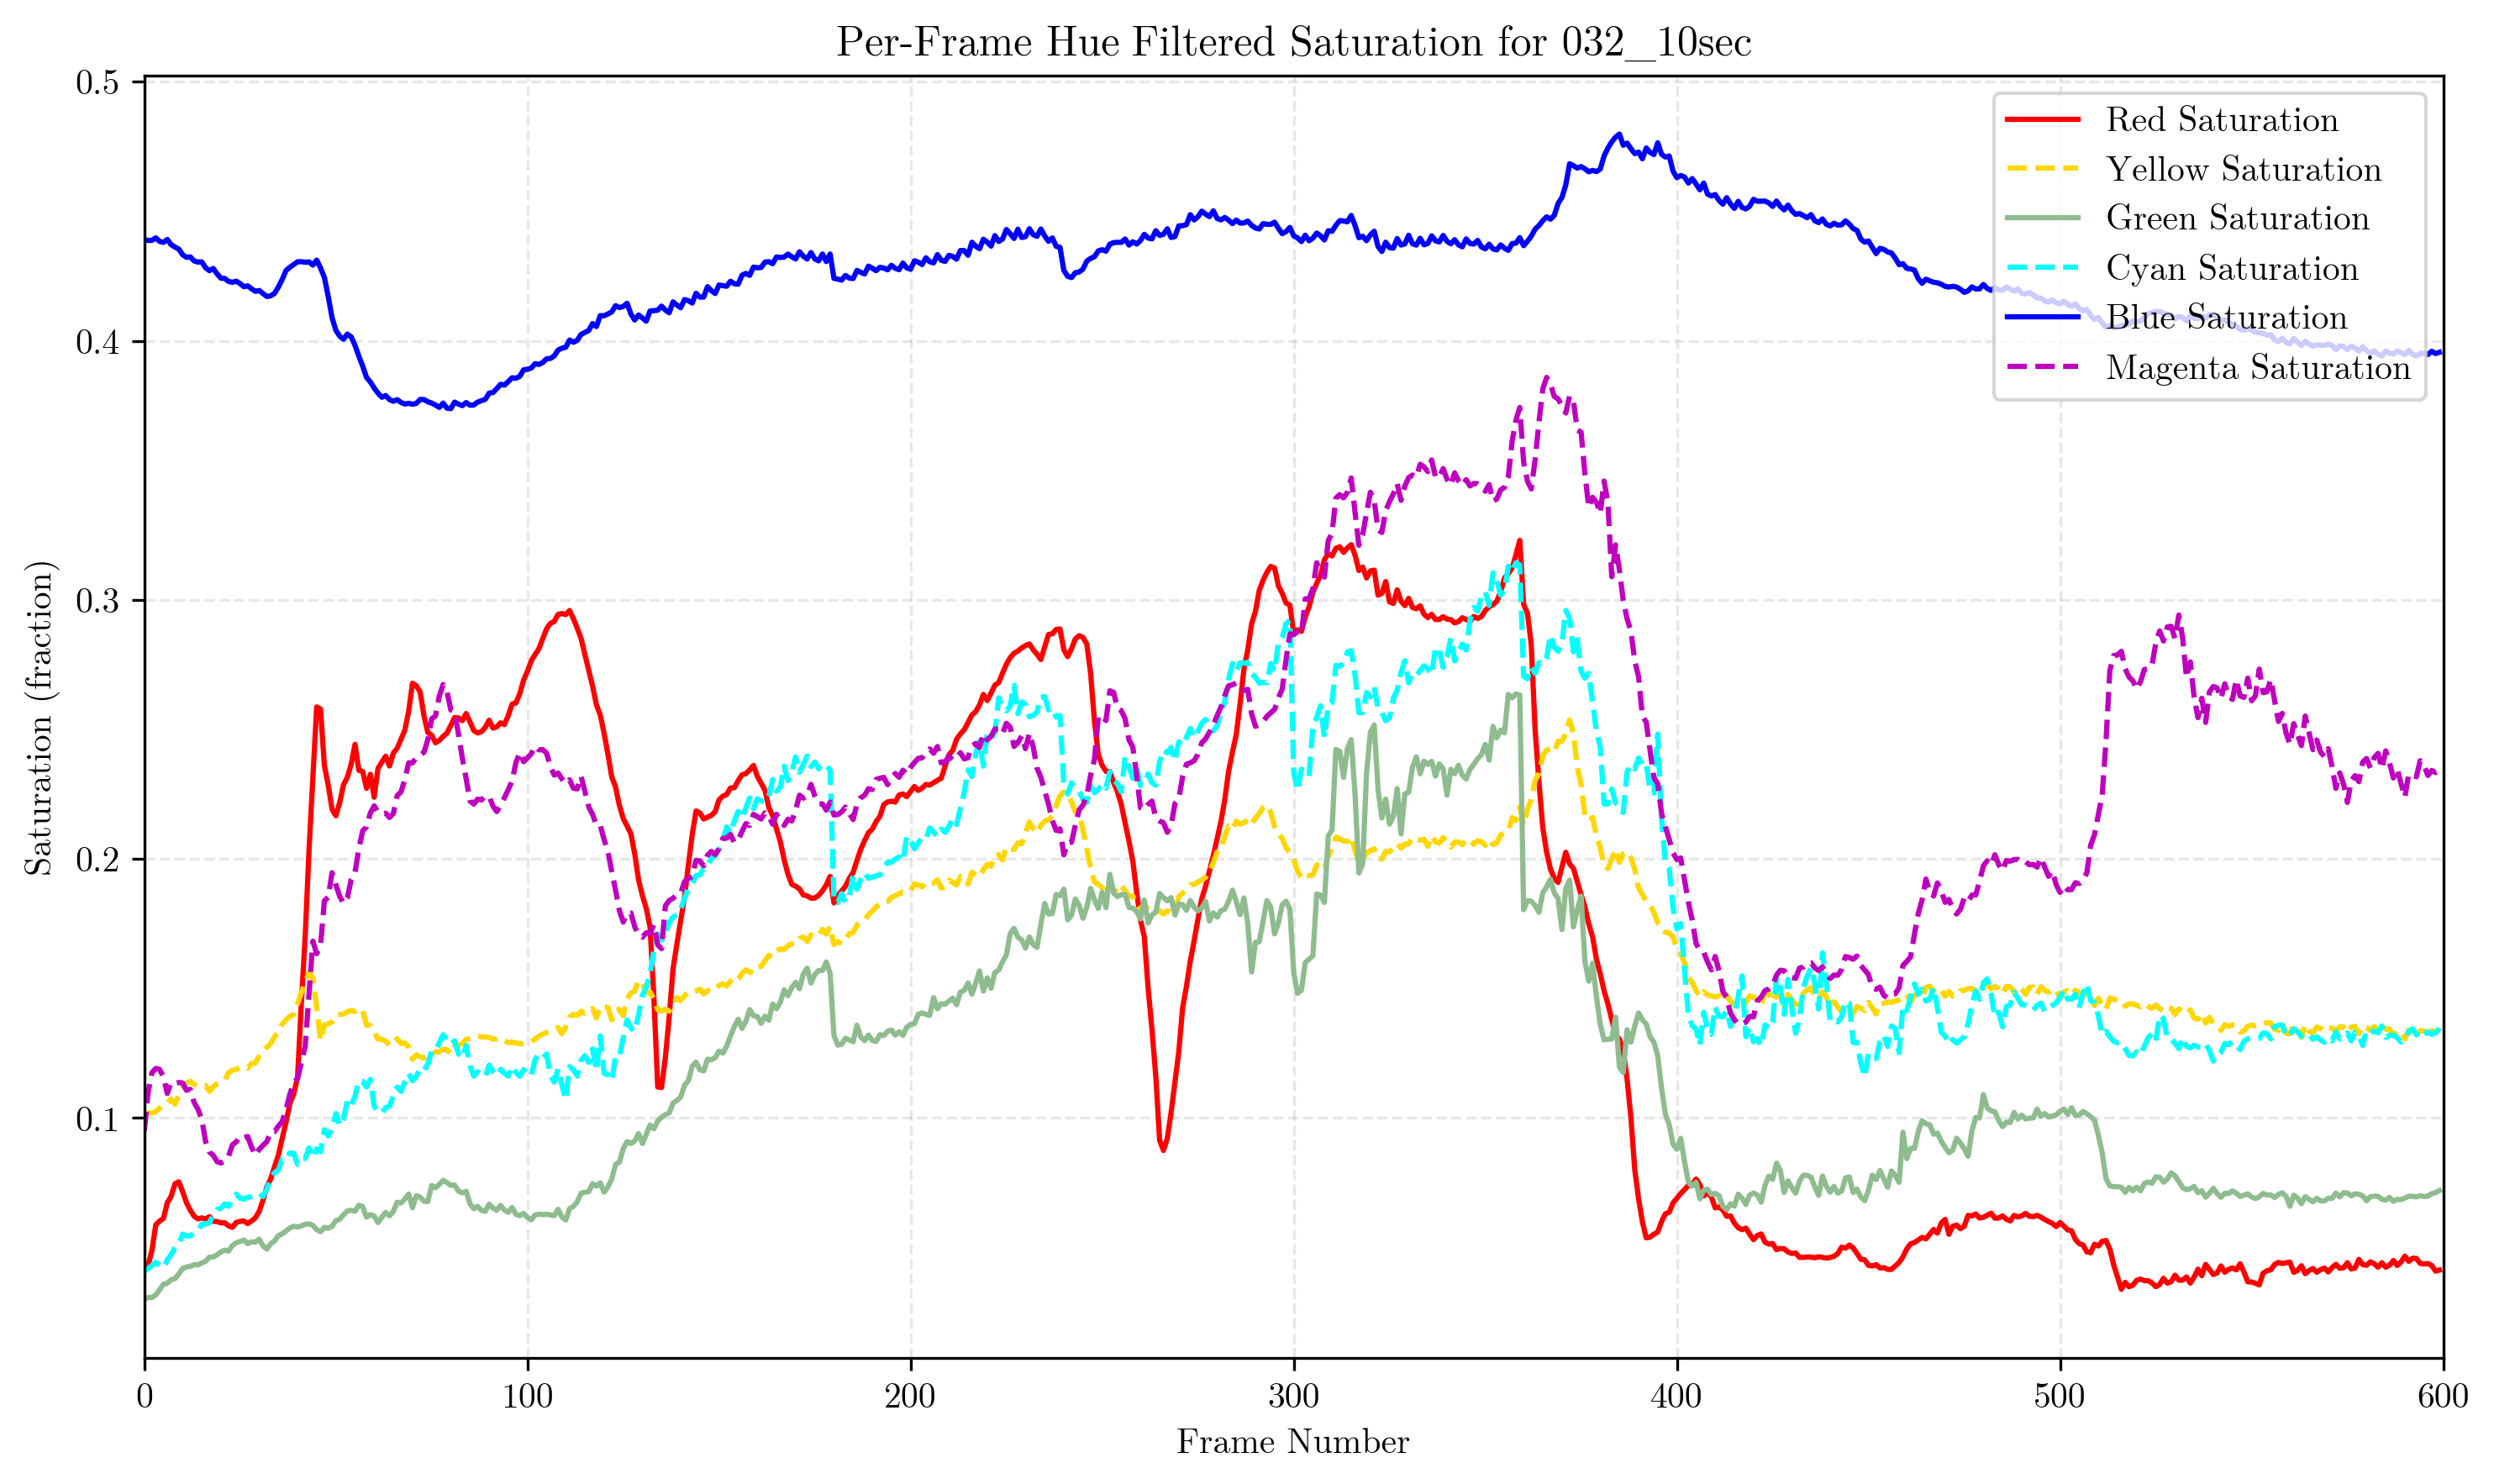 Per-Frame Hue Filtered Saturation for 032__10sec
0.5
0.4
0.3
0.2
0.1
Saturation (fraction)
Red Saturation
Yellow Saturation
Green Saturation
Cyan Saturation
Blue Saturation
Magenta Saturation
0 100 200 300 400 500 600
Frame Number